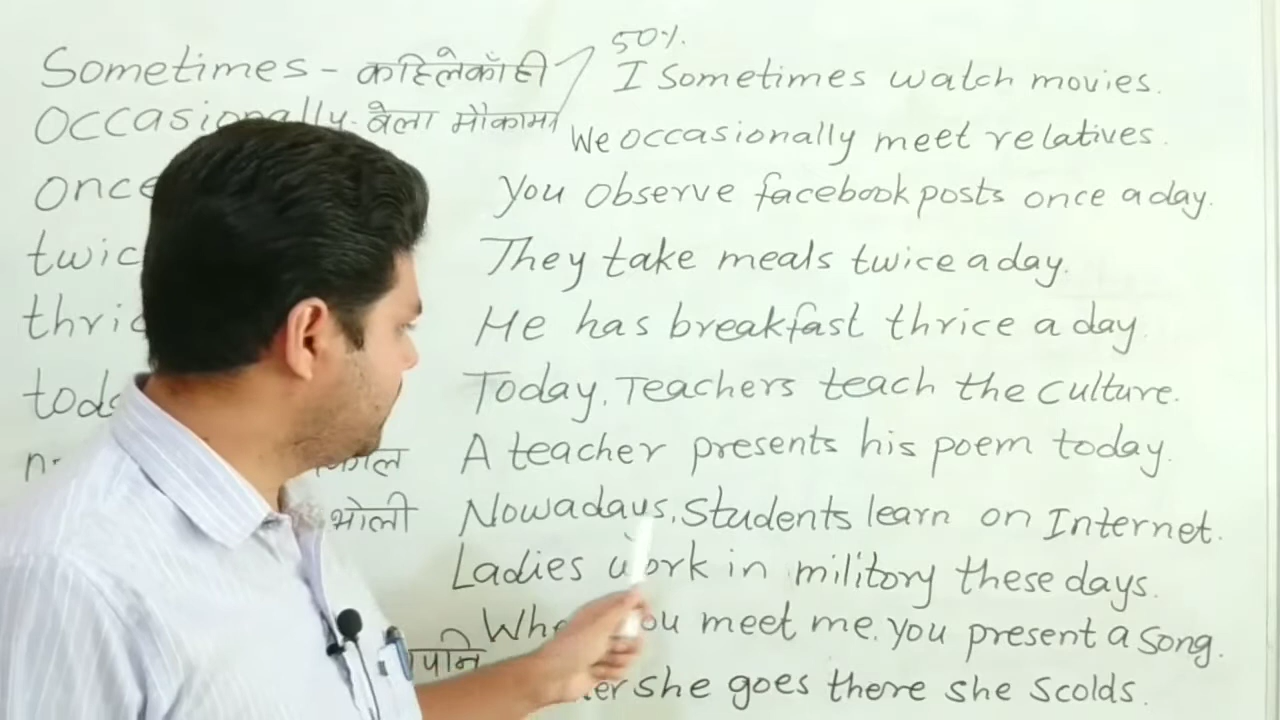 50%.
Sometimes - कहिलेकाँही I Sometimes watch movies.
Occasionally - वेला मौकामा We occasionally meet relatives.
once You observe facebook posts once a day.
twic They take meals twice a day.
thric He has breakfast thrice a day.
toda Today, Teachers teach the culture.
A teacher presents his poem today.
भोली Nowadays, Students learn on Internet.
Ladies work in militory these days.
पनि you meet me, you present a song.
she goes there she scolds.